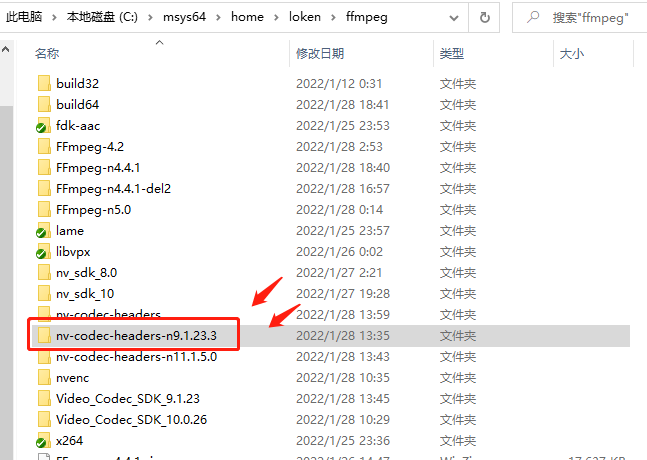 此电脑 › 本地磁盘 (C:) › msys64 › home › loken › ffmpeg 搜索"ffmpeg"
名称 修改日期 类型 大小
build32 2022/1/12 0:31 文件夹
build64 2022/1/28 18:41 文件夹
fdk-aac 2022/1/25 23:53 文件夹
FFmpeg-4.2 2022/1/28 2:53 文件夹
FFmpeg-n4.4.1 2022/1/28 18:40 文件夹
FFmpeg-n4.4.1-del2 2022/1/28 16:57 文件夹
FFmpeg-n5.0 2022/1/28 0:14 文件夹
lame 2022/1/25 23:57 文件夹
libvpx 2022/1/26 0:02 文件夹
nv_sdk_8.0 2022/1/27 2:21 文件夹
nv_sdk_10 2022/1/27 19:28 文件夹
nv-codec-headers 2022/1/28 13:59 文件夹
nv-codec-headers-n9.1.23.3 2022/1/28 13:35 文件夹
nv-codec-headers-n11.1.5.0 2022/1/28 13:43 文件夹
nvenc 2022/1/28 10:35 文件夹
Video_Codec_SDK_9.1.23 2022/1/28 13:45 文件夹
Video_Codec_SDK_10.0.26 2022/1/28 10:29 文件夹
x264 2022/1/25 23:36 文件夹